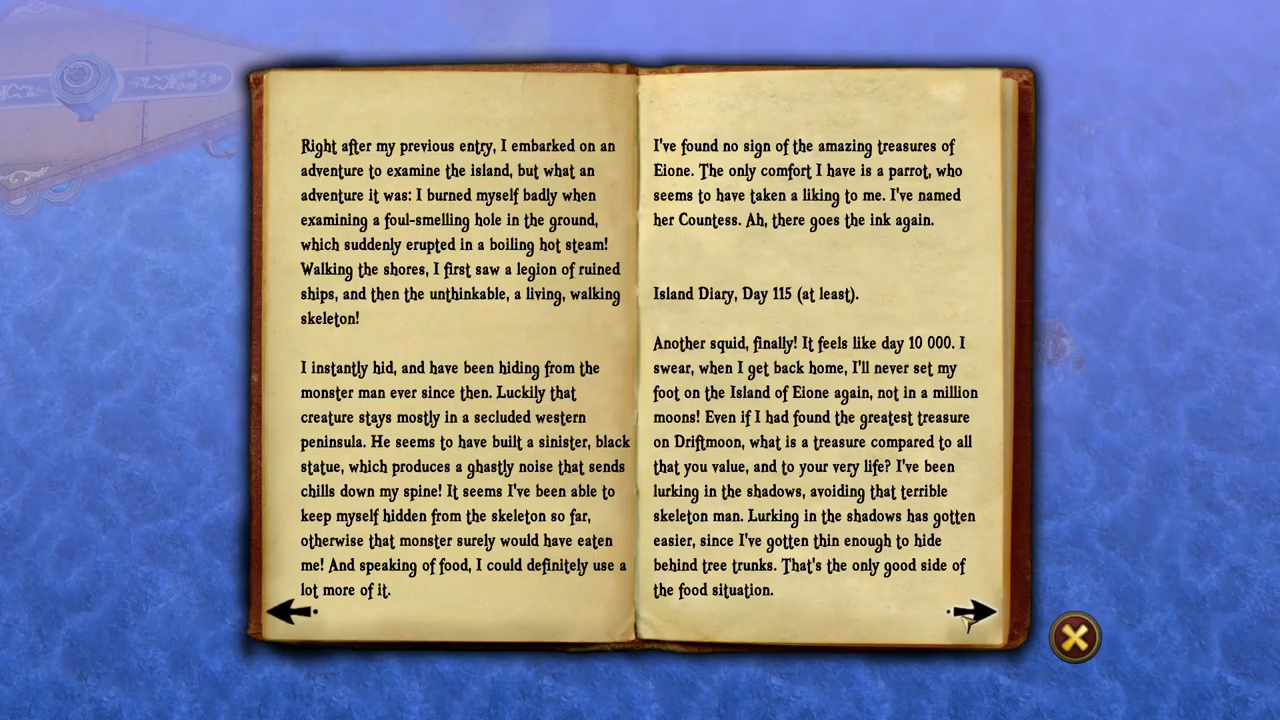 Right after my previous entry, I embarked on an
adventure to examine the island, but what an
adventure it was: I burned myself badly when
examining a foul-smelling hole in the ground,
which suddenly erupted in a boiling hot steam!
Walking the shores, I first saw a legion of ruined
ships, and then the unthinkable, a living, walking
skeleton!
I instantly hid, and have been hiding from the
monster man ever since then. Luckily that
creature stays mostly in a secluded western
peninsula. He seems to have built a sinister, black
statue, which produces a ghastly noise that sends
chills down my spine! It seems I've been able to
keep myself hidden from the skeleton so far,
otherwise that monster surely would have eaten
me! And speaking of food, I could definitely use a
lot more of it.
I've found no sign of the amazing treasures of
Eione. The only comfort I have is a parrot, who
seems to have taken a liking to me. I've named
her Countess. Ah, there goes the ink again.
Island Diary, Day 115 (at least).
Another squid, finally! It feels like day 10 000. I
swear, when I get back home, I'll never set my
foot on the Island of Eione again, not in a million
moons! Even if I had found the greatest treasure
on Driftmoon, what is a treasure compared to all
that you value, and to your very life? I've been
lurking in the shadows, avoiding that terrible
skeleton man. Lurking in the shadows has gotten
easier, since I've gotten thin enough to hide
behind tree trunks. That's the only good side of
the food situation.